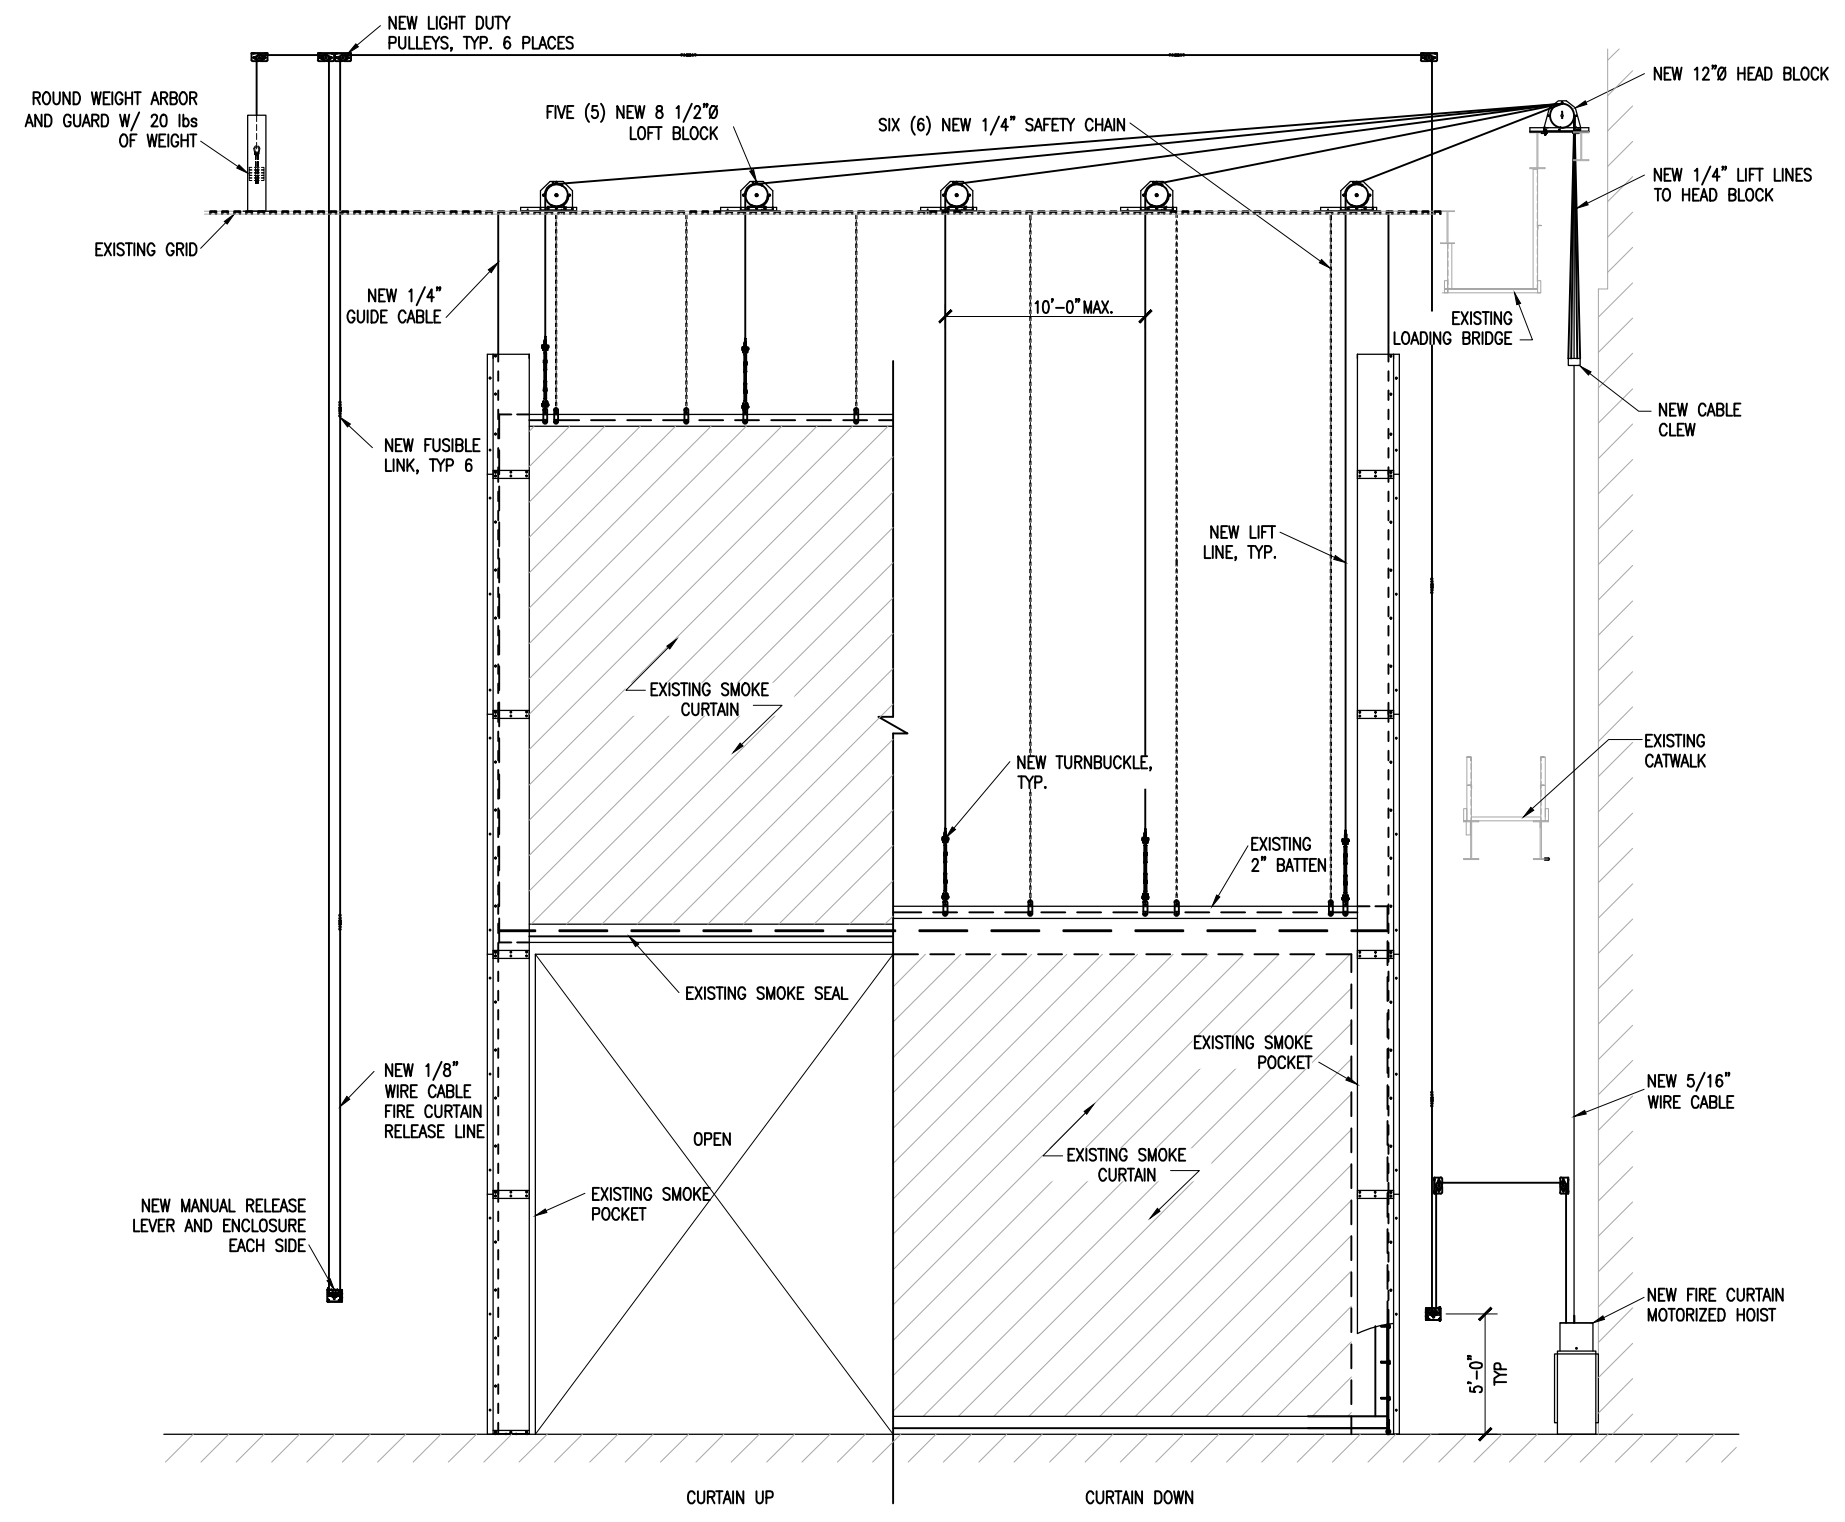 NEW LIGHT DUTY
PULLEYS, TYP. 6 PLACES
ROUND WEIGHT ARBOR
AND GUARD W/ 20 lbs
OF WEIGHT
FIVE (5) NEW 8 1/2"Ø
LOFT BLOCK
SIX (6) NEW 1/4" SAFETY CHAIN
NEW 12"Ø HEAD BLOCK
NEW 1/4" LIFT LINES
TO HEAD BLOCK
EXISTING GRID
NEW 1/4"
GUIDE CABLE
10'-0" MAX.
EXISTING
LOADING BRIDGE
NEW CABLE
CLEW
NEW FUSIBLE
LINK, TYP 6
NEW LIFT
LINE, TYP.
EXISTING SMOKE
CURTAIN
NEW TURNBUCKLE,
TYP.
EXISTING
CATWALK
EXISTING
2" BATTEN
EXISTING SMOKE SEAL
EXISTING SMOKE
POCKET
NEW 1/8"
WIRE CABLE
FIRE CURTAIN
RELEASE LINE
NEW 5/16"
WIRE CABLE
OPEN
EXISTING SMOKE
CURTAIN
EXISTING SMOKE
POCKET
NEW MANUAL RELEASE
LEVER AND ENCLOSURE
EACH SIDE
NEW FIRE CURTAIN
MOTORIZED HOIST
5'-0"
TYP
CURTAIN UP
CURTAIN DOWN